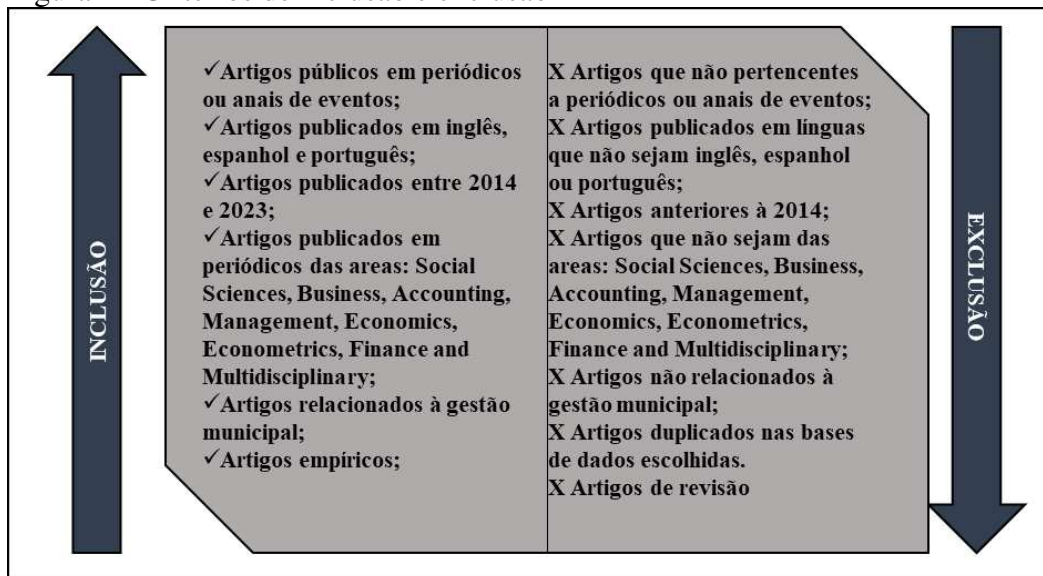 INCLUSÃO
✓Artigos públicos em periódicos
ou anais de eventos;
✓Artigos publicados em inglês,
espanhol e português;
✓Artigos publicados entre 2014
e 2023;
✓Artigos publicados em
periódicos das areas: Social
Sciences, Business, Accounting,
Management, Economics,
Econometrics, Finance and
Multidisciplinary;
✓Artigos relacionados à gestão
municipal;
✓Artigos empíricos;
X Artigos que não pertencentes
a periódicos ou anais de eventos;
X Artigos publicados em línguas
que não sejam inglês, espanhol
ou português;
X Artigos anteriores à 2014;
X Artigos que não sejam das
areas: Social Sciences, Business,
Accounting, Management,
Economics, Econometrics,
Finance and Multidisciplinary;
X Artigos não relacionados à
gestão municipal;
X Artigos duplicados nas bases
de dados escolhidas.
X Artigos de revisão
EXCLUSÃO